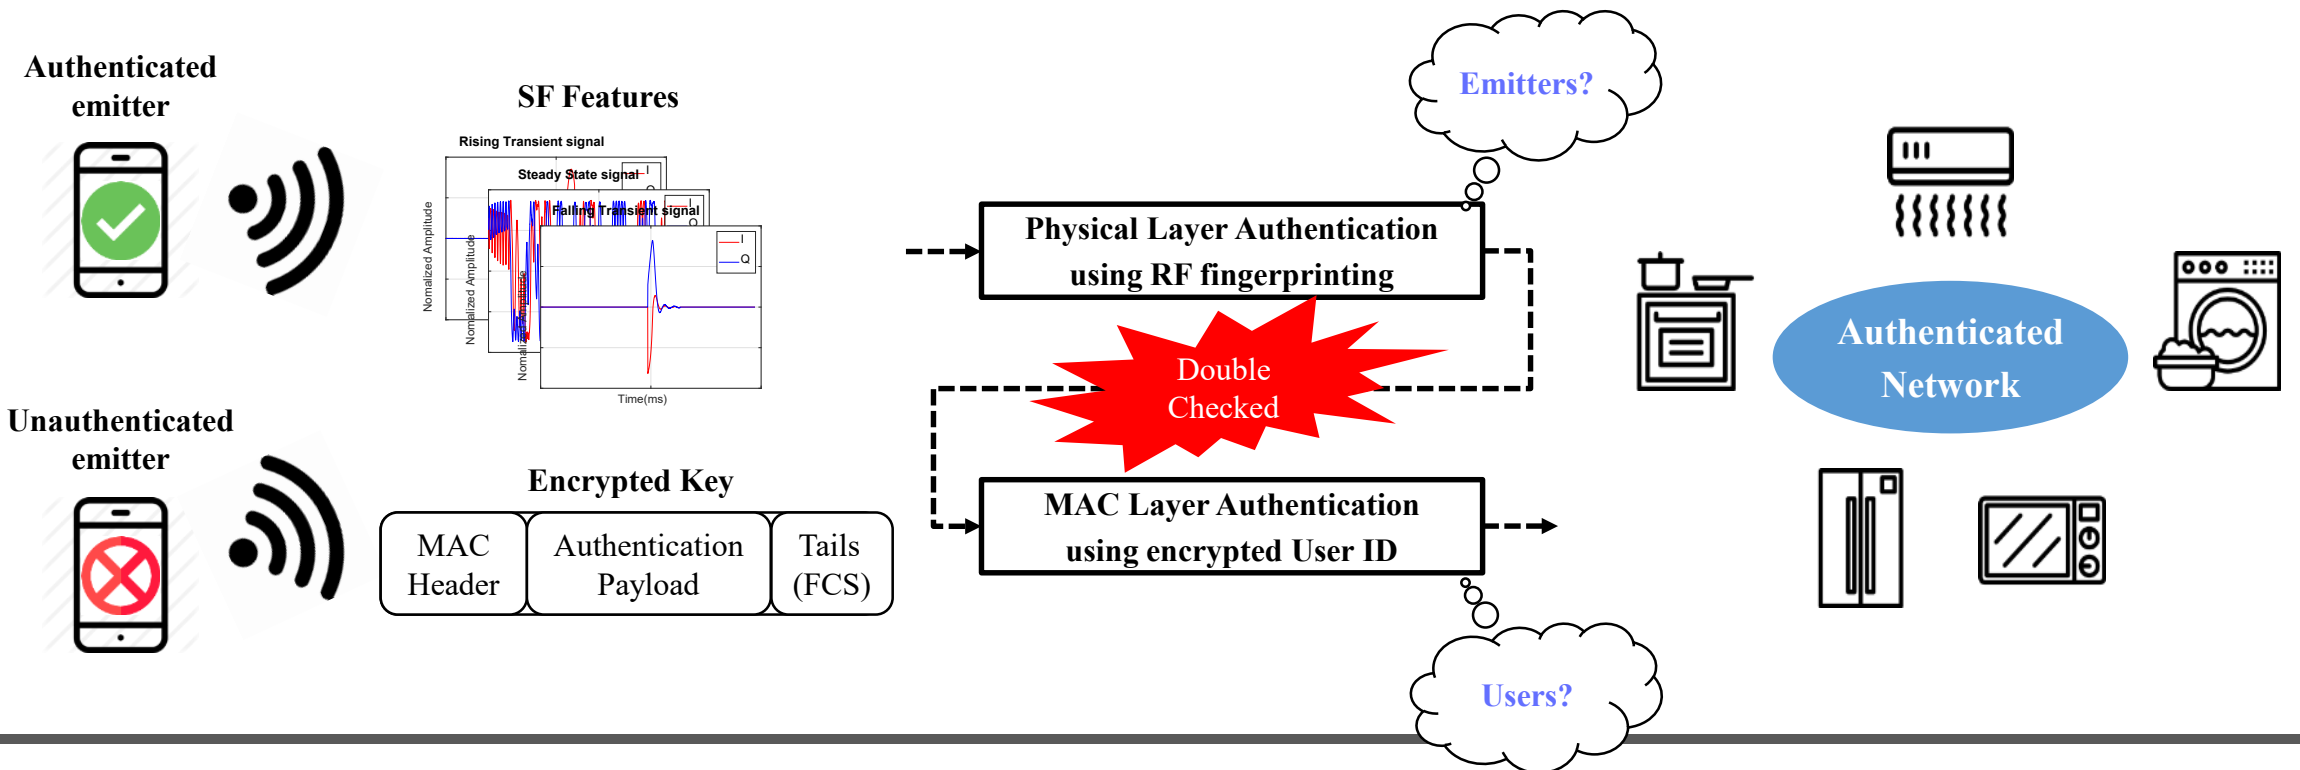 Authenticated
emitter
SF Features
Rising Transient signal
I
Nomalized Amplitude
Steady State signal
I
Nomalized Amplitude
Falling Transient signal
I
Q
Nomalized Amplitude
Time(ms)
Unauthenticated
emitter
Encrypted Key
MAC
Header
Authentication
Payload
Tails
(FCS)
Emitters?
Physical Layer Authentication
using RF fingerprinting
Double
Checked
MAC Layer Authentication
using encrypted User ID
Users?
Authenticated
Network